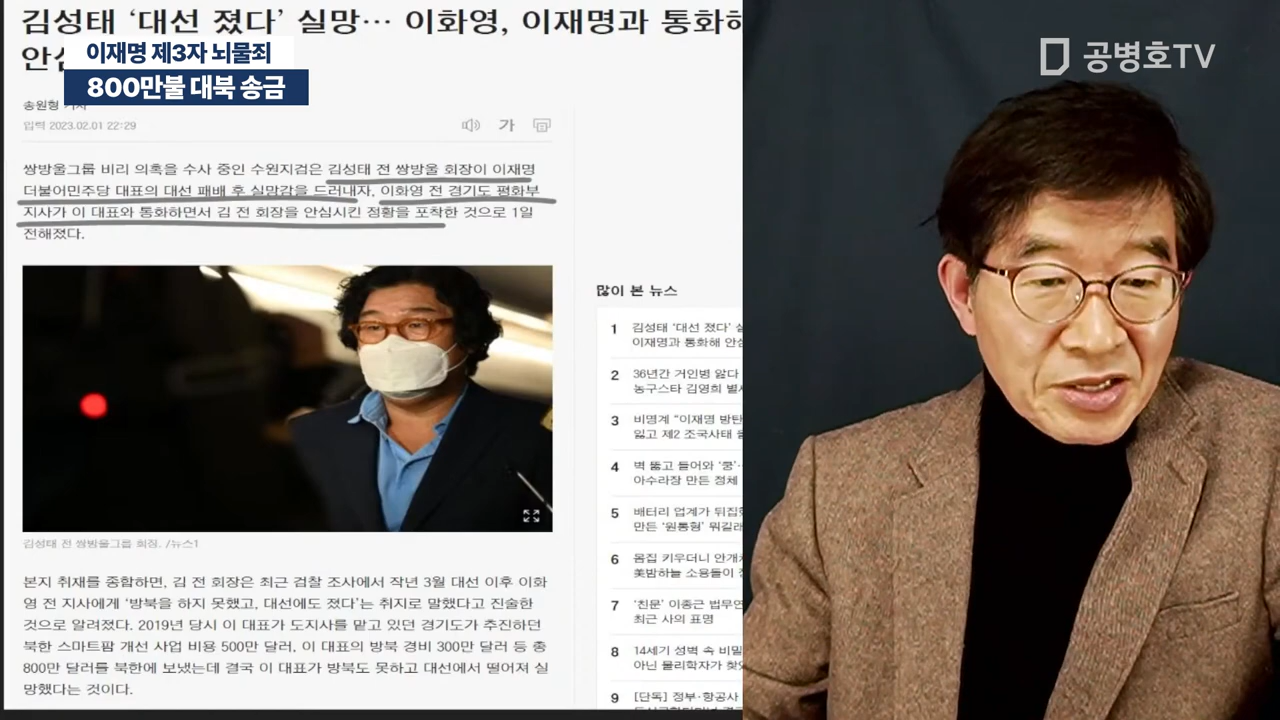 김성태 ‘대선 졌다’ 실망… 이화영, 이재명과 통화해
이재명 제3자 뇌물죄
800만불 대북 송금
공병호TV
송원형 기자
입력 2023.02.01 22:29
가
쌍방울그룹 비리 의혹을 수사 중인 수원지검은 김성태 전 쌍방울 회장이 이재명
더불어민주당 대표의 대선 패배 후 실망감을 드러내자, 이화영 전 경기도 평화부
지사가 이 대표와 통화하면서 김 전 회장을 안심시킨 정황을 포착한 것으로 1일
전해졌다.
김성태 전 쌍방울그룹 회장. /뉴스1
본지 취재를 종합하면, 김 전 회장은 최근 검찰 조사에서 작년 3월 대선 이후 이화
영 전 지사에게 ‘방북을 하지 못했고, 대선에도 졌다’는 취지로 말했다고 진술한
것으로 알려졌다. 2019년 당시 이 대표가 도지사를 맡고 있던 경기도가 추진하던
북한 스마트팜 개선 사업 비용 500만 달러, 이 대표의 방북 경비 300만 달러 등 총
800만 달러를 북한에 보냈는데 결국 이 대표가 방북도 못하고 대선에서 떨어져 실
망했다는 것이다.
많이 본 뉴스
1 김성태 ‘대선 졌다’
이재명과 통화해
2 36년간 거인병 앓다
농구스타 김영희
3 비명계 “이재명 방탄
잃고 제2 조국사태
4 벽 뚫고 들어와 ‘쿵’
아수라장 만든 정체
5 배터리 업계가
만든 ‘원통형’
6 몸집 키우더니
美밤하늘 소용돌이
7 ‘친문’ 이종근
최근 사의 표명
8 14세기 성벽 속
아닌 물리학자가
9 [단독] 정부·항공사